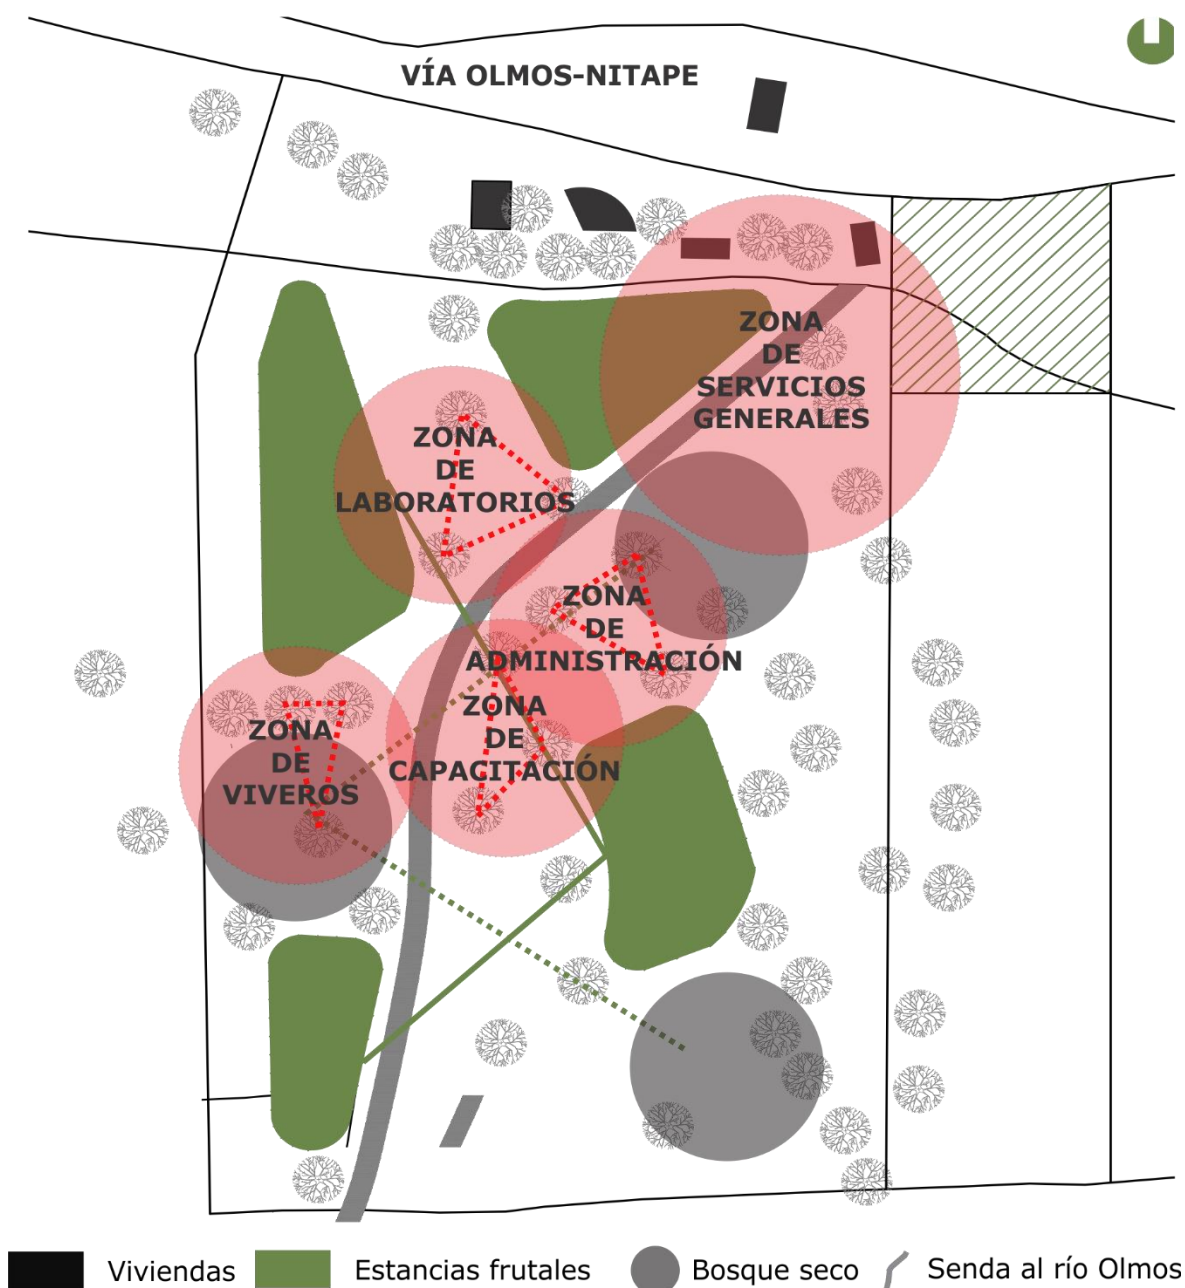 VÍA OLMOS-NITAPE
ZONA
DE
SERVICIOS
GENERALES
ZONA
DE
LABORATORIOS
ZONA
DE
ADMINISTRACIÓN
ZONA
DE
CAPACITACIÓN
ZONA
DE
VIVEROS
Viviendas
Estancias frutales
Bosque seco
Senda al río Olmos